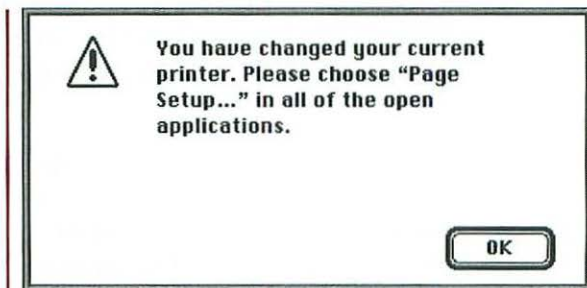 You have changed your current
printer. Please choose “Page
Setup...” in all of the open
applications.
OK